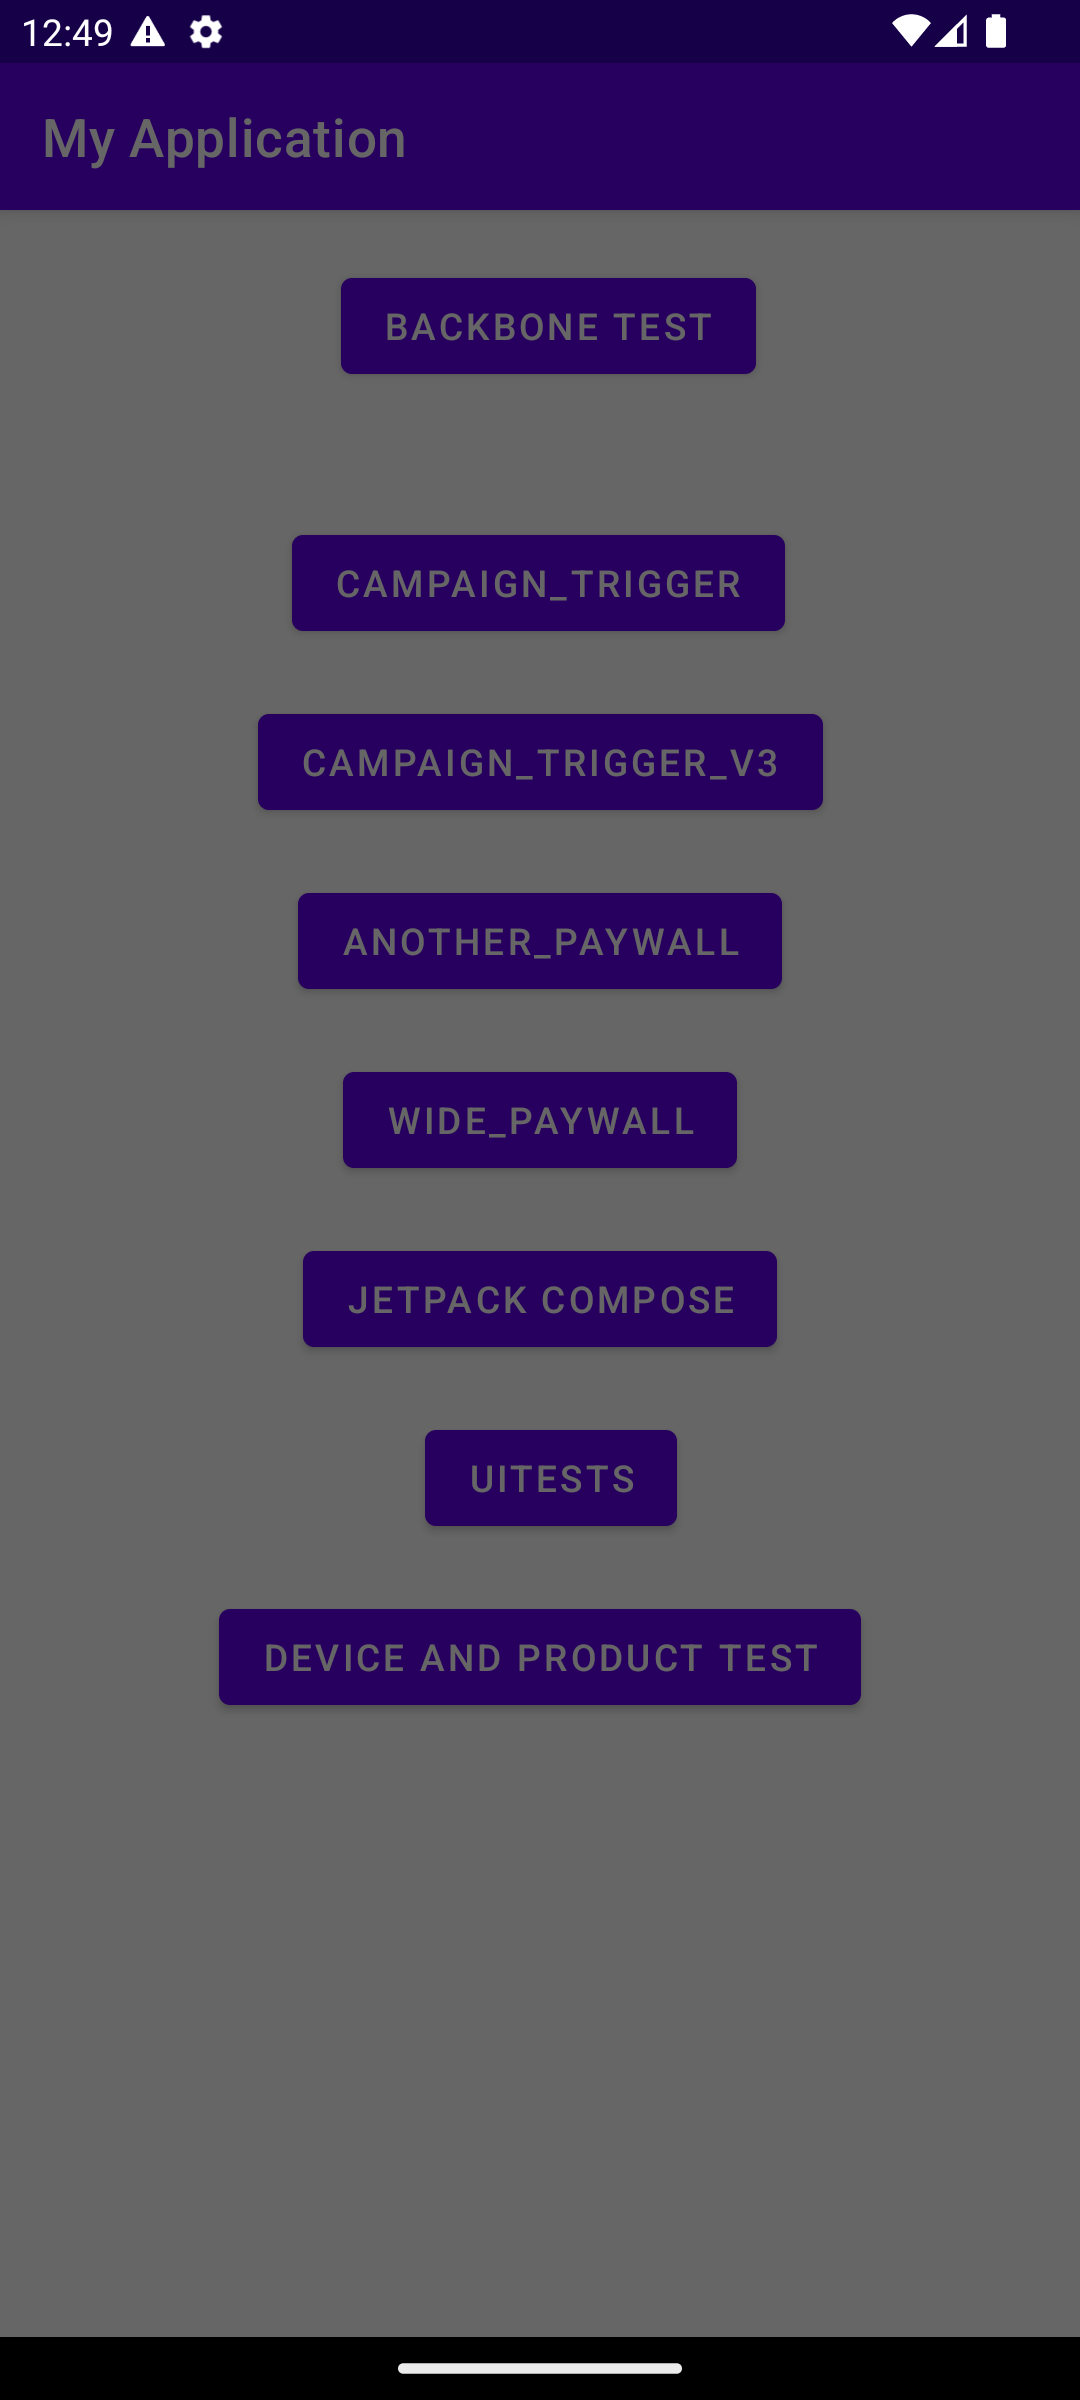 12:49
My Application
BACKBONE TEST
CAMPAIGN_TRIGGER
CAMPAIGN_TRIGGER_V3
ANOTHER_PAYWALL
WIDE_PAYWALL
JETPACK COMPOSE
UITESTS
DEVICE AND PRODUCT TEST